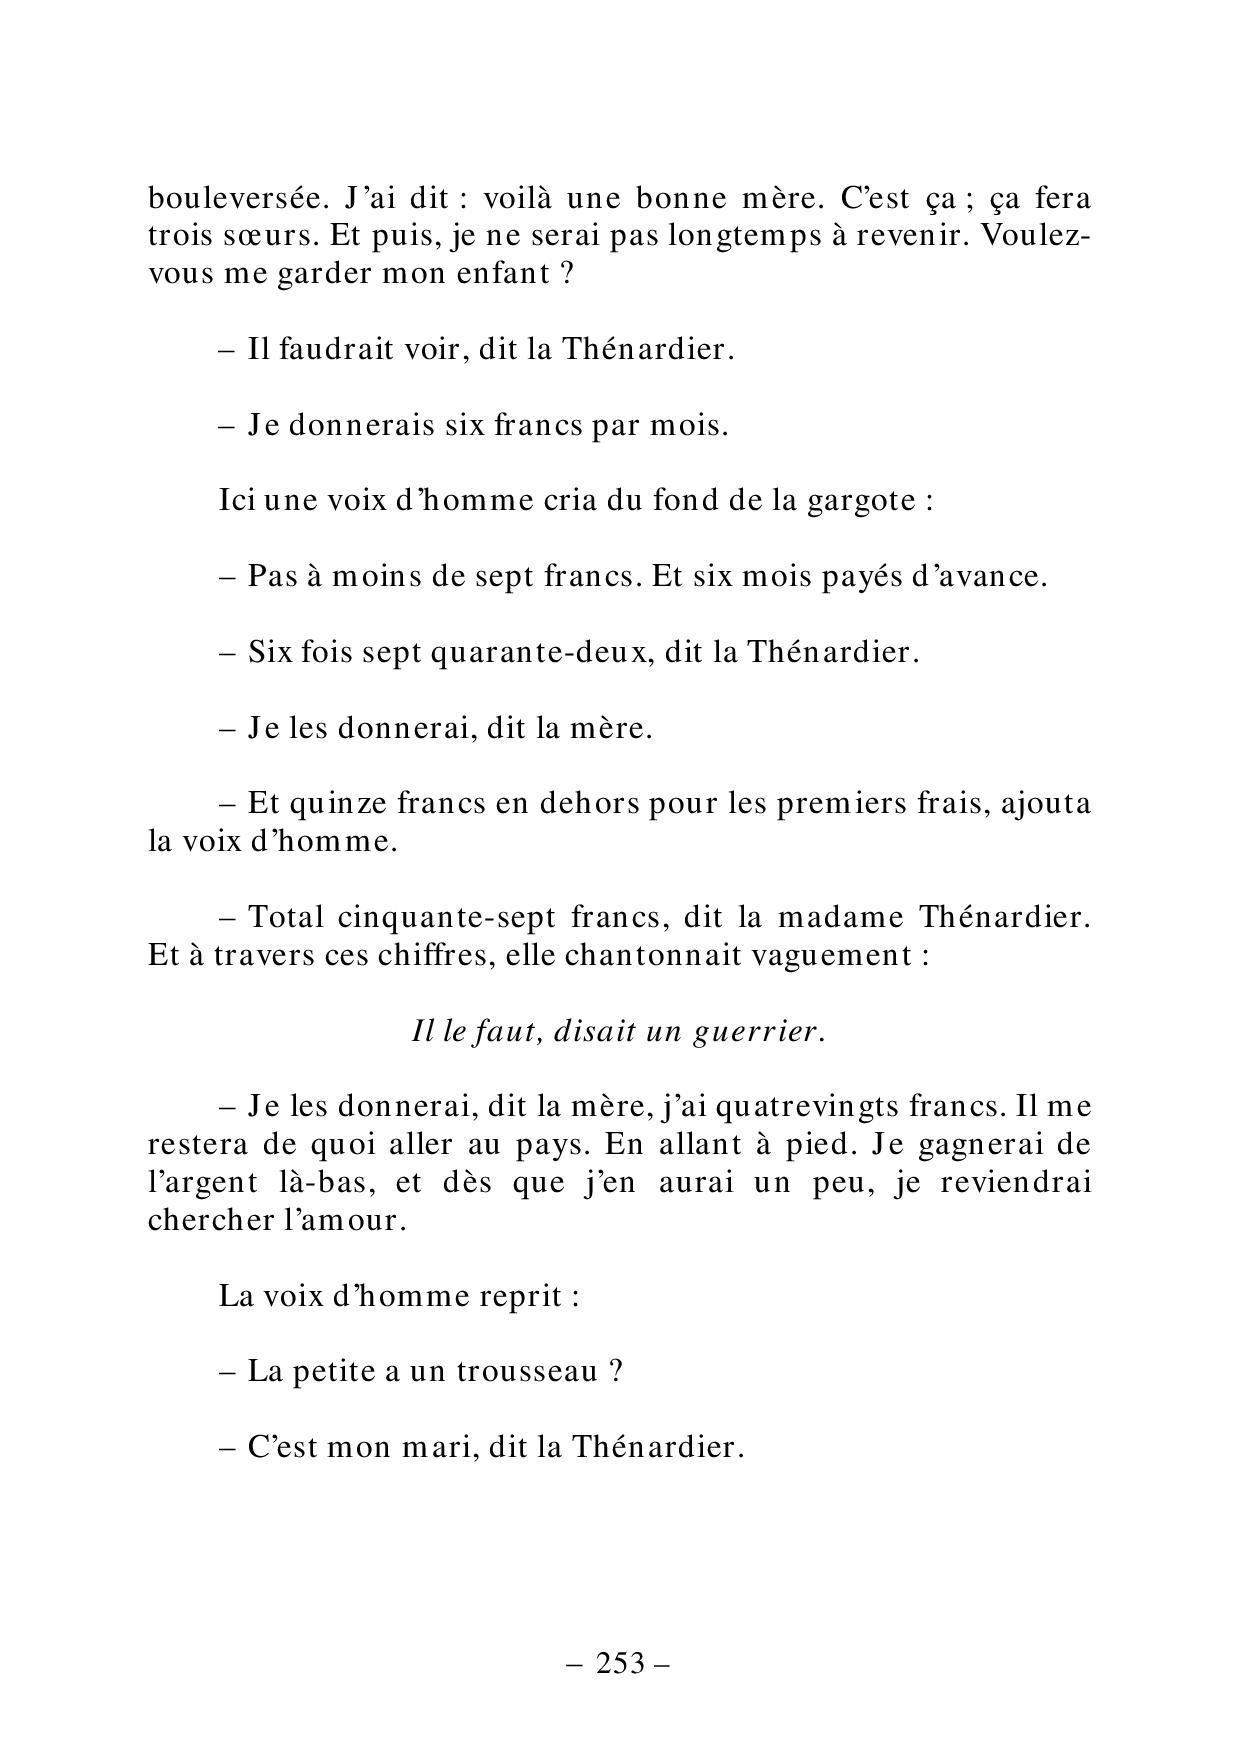 bouleversée. J’ai dit : voilà une bonne mère. C’est ça ; ça fera
trois sœurs. Et puis, je ne serai pas longtemps à revenir. Voulez-
vous me garder mon enfant ?
– Il faudrait voir, dit la Thénardier.
– Je donnerais six francs par mois.
Ici une voix d’homme cria du fond de la gargote :
– Pas à moins de sept francs. Et six mois payés d’avance.
– Six fois sept quarante-deux, dit la Thénardier.
– Je les donnerai, dit la mère.
– Et quinze francs en dehors pour les premiers frais, ajouta
la voix d’homme.
– Total cinquante-sept francs, dit la madame Thénardier.
Et à travers ces chiffres, elle chantonnait vaguement :
Il le faut, disait un guerrier.
– Je les donnerai, dit la mère, j’ai quatrevingts francs. Il me
restera de quoi aller au pays. En allant à pied. Je gagnerai de
l’argent là-bas, et dès que j’en aurai un peu, je reviendrai
chercher l’amour.
La voix d’homme reprit :
– La petite a un trousseau ?
– C’est mon mari, dit la Thénardier.
– 253 –